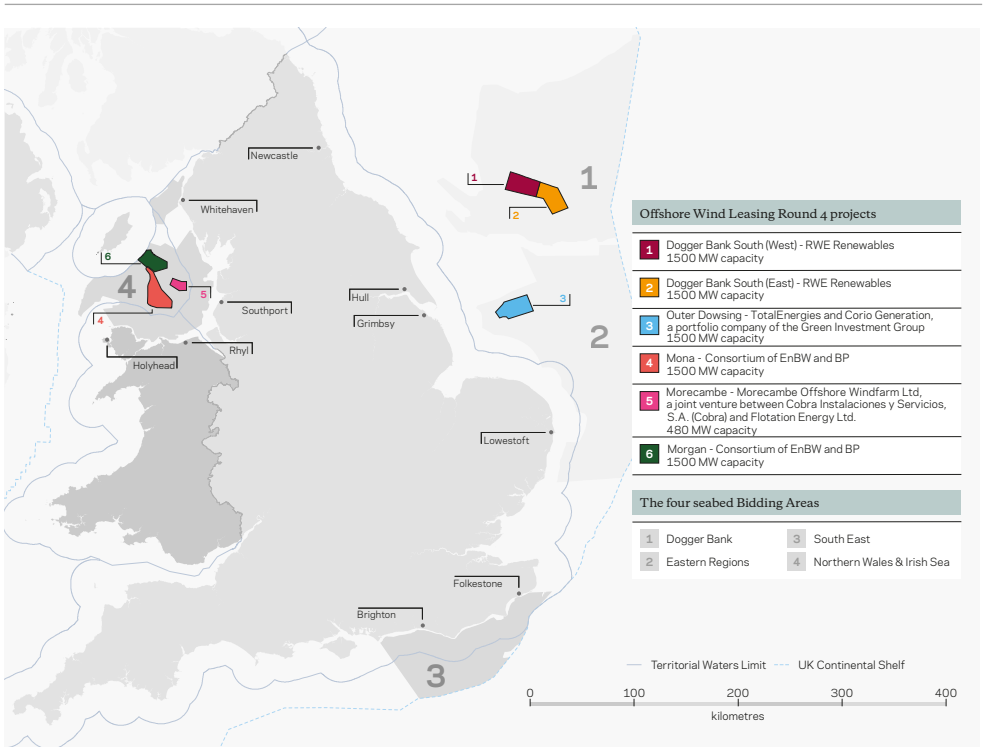 Newcastle
1
1
2
Whitehaven
6
4
5
4
Southport
Hull
3
Grimsby
2
Rhyl
Holyhead
Lowestoft
Folkestone
Brighton
3
Offshore Wind Leasing Round 4 projects
1 Dogger Bank South (West) - RWE Renewables
1500 MW capacity
2 Dogger Bank South (East) - RWE Renewables
1500 MW capacity
3 Outer Dowsing - TotalEnergies and Corio Generation,
a portfolio company of the Green Investment Group
1500 MW capacity
4 Mona - Consortium of EnBW and BP
1500 MW capacity
5 Morecambe - Morecambe Offshore Windfarm Ltd,
a joint venture between Cobra Instalaciones y Servicios,
S.A. (Cobra) and Flotation Energy Ltd.
480 MW capacity
6 Morgan - Consortium of EnBW and BP
1500 MW capacity
The four seabed Bidding Areas
1 Dogger Bank
2 Eastern Regions
3 South East
4 Northern Wales & Irish Sea
Territorial Waters Limit
UK Continental Shelf
0 100 200 300 400
kilometres